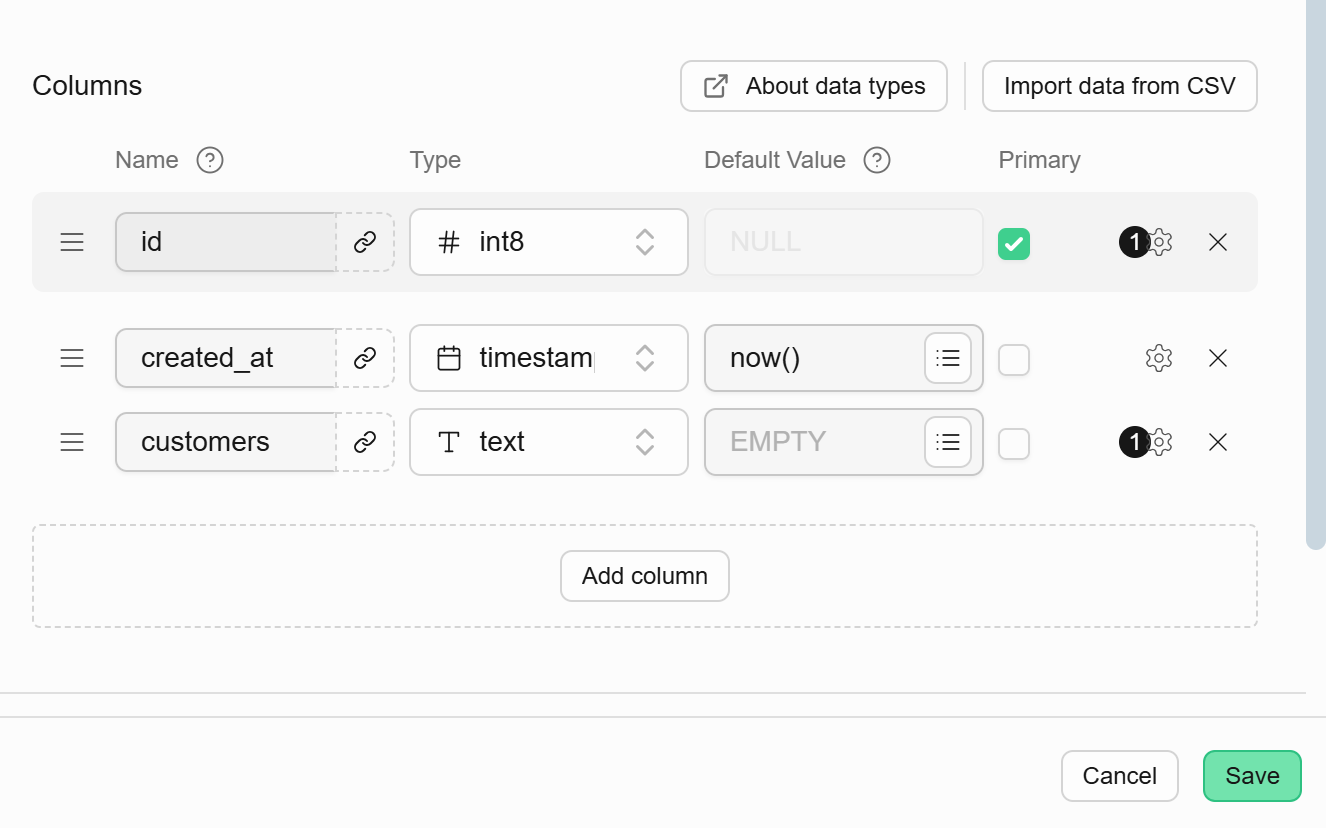 Columns About data types Import data from CSV
Name ? Type Default Value ? Primary
id int8 NULL 1
created_at timestam now()
customers text EMPTY 1
Add column
Cancel Save